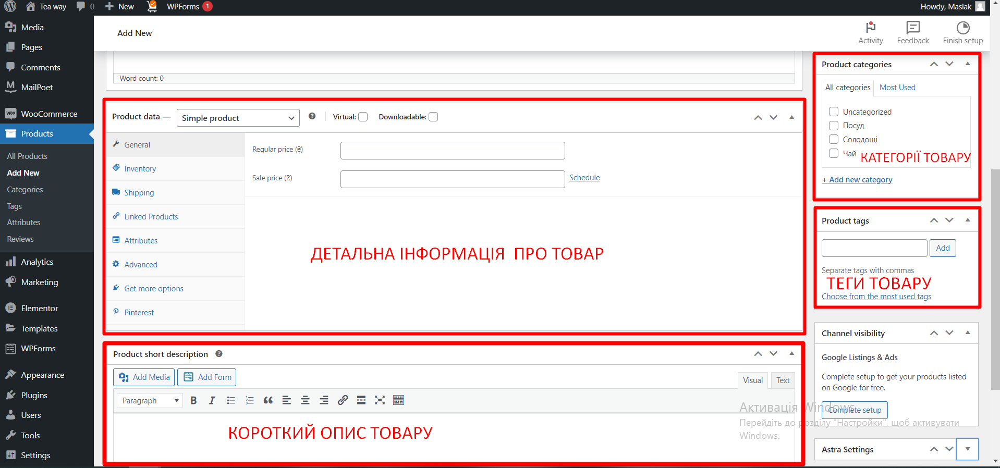 Tea way 0 New WPForms 1 Howdy, Maslak
Media
Pages
Comments
MailPoet
WooCommerce
Products
All Products
Add New
Categories
Tags
Attributes
Reviews
Analytics
Marketing
Elementor
Templates
WPForms
Appearance
Plugins
Users
Tools
Settings
Add New
Activity Feedback Finish setup
Word count: 0
Product data — Simple product Virtual: Downloadable:
General
Inventory
Shipping
Linked Products
Attributes
Advanced
Get more options
Pinterest
Regular price (₴)
Sale price (₴) Schedule
ДЕТАЛЬНА ІНФОРМАЦІЯ ПРО ТОВАР
Product short description
Add Media Add Form
Visual Text
Paragraph
КОРОТКИЙ ОПИС ТОВАРУ
Product categories
All categories Most Used
Uncategorized
Посуд
Солодощі
Чай
КАТЕГОРІЇ ТОВАРУ
+ Add new category
Product tags
Add
Separate tags with commas
ТЕГИ ТОВАРУ
Choose from the most used tags
Channel visibility
Google Listings & Ads
Complete setup to get your products listed
on Google for free.
Complete setup
Активація Windows
Перейдіть до розділу "Настройки", щоб активувати
Windows.
Astra Settings